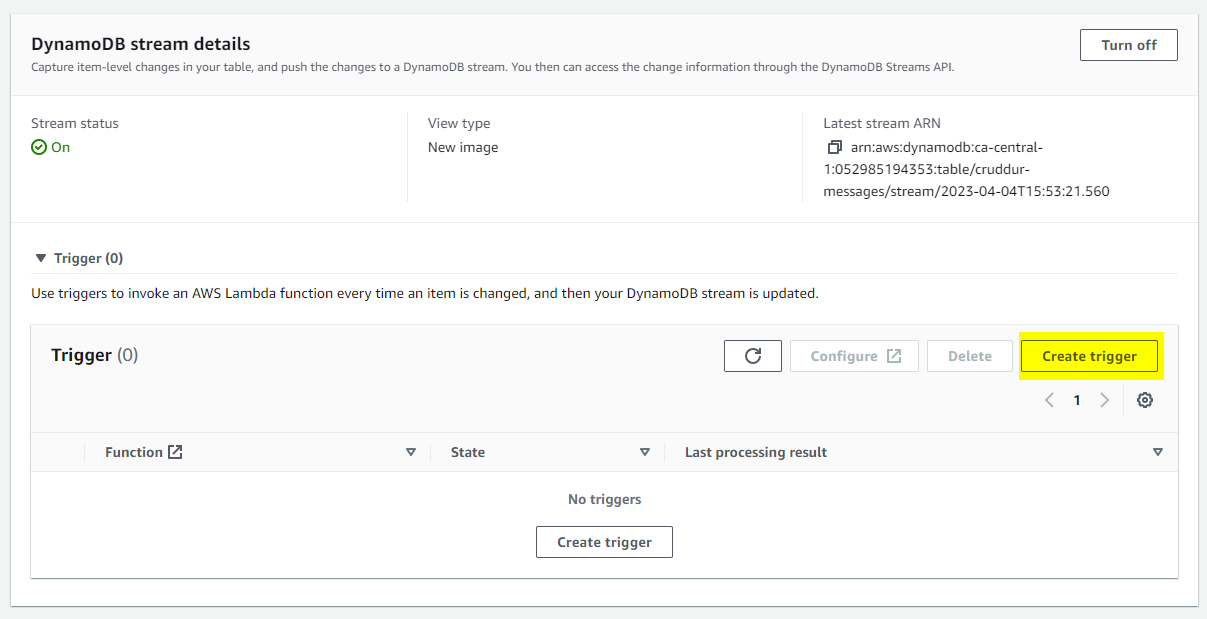 DynamoDB stream details
Turn off
Capture item-level changes in your table, and push the changes to a DynamoDB stream. You then can access the change information through the DynamoDB Streams API.
Stream status
On
View type
New image
Latest stream ARN
arn:aws:dynamodb:ca-central-
1:052985194353:table/cruddur-
messages/stream/2023-04-04T15:53:21.560
Trigger (0)
Use triggers to invoke an AWS Lambda function every time an item is changed, and then your DynamoDB stream is updated.
Trigger (0)
Configure
Delete
Create trigger
1
Function
State
Last processing result
No triggers
Create trigger